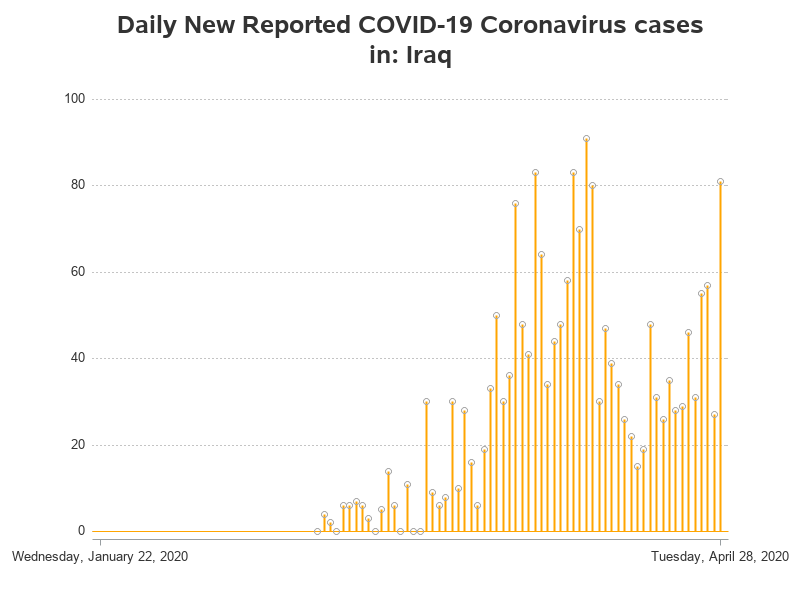 Daily New Reported COVID-19 Coronavirus cases
in: Iraq
100
80
60
40
20
0
Wednesday, January 22, 2020
Tuesday, April 28, 2020